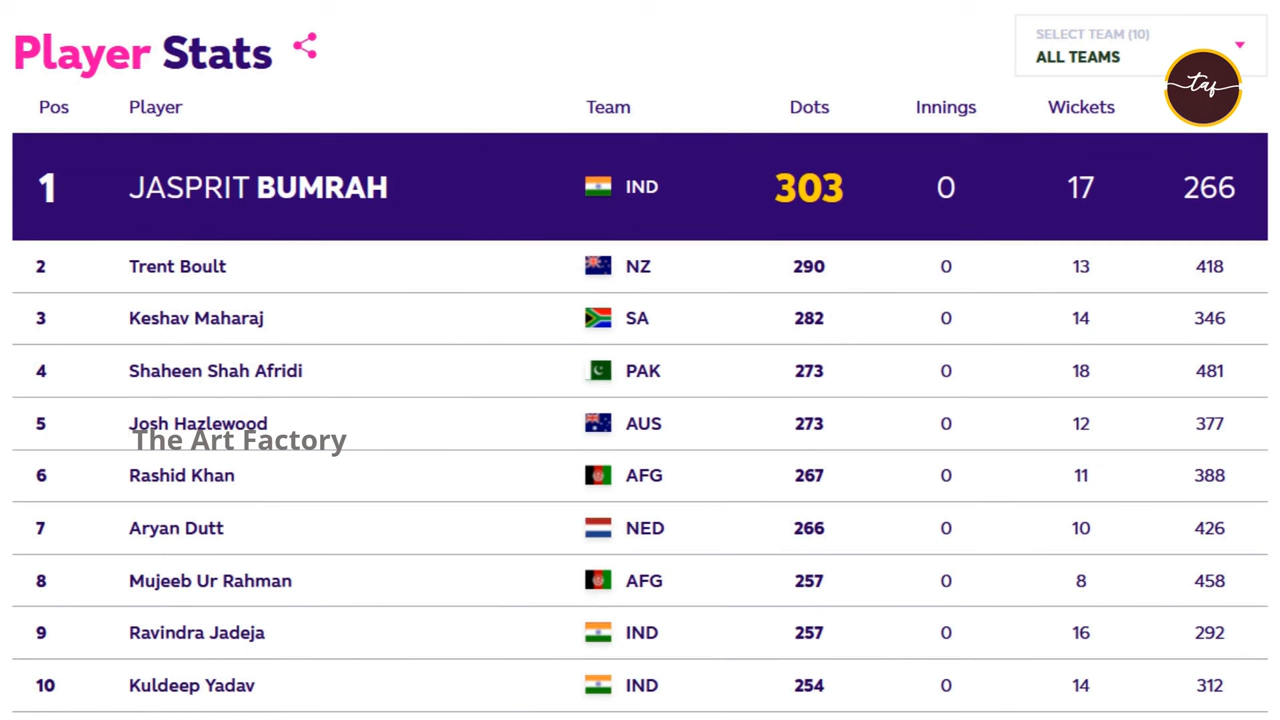 Player Stats
SELECT TEAM (10)
ALL TEAMS
taf
Pos Player Team Dots Innings Wickets
1 JASPRIT BUMRAH IND 303 0 17 266
2 Trent Boult NZ 290 0 13 418
3 Keshav Maharaj SA 282 0 14 346
4 Shaheen Shah Afridi PAK 273 0 18 481
5 Josh Hazlewood AUS 273 0 12 377
The Art Factory
6 Rashid Khan AFG 267 0 11 388
7 Aryan Dutt NED 266 0 10 426
8 Mujeeb Ur Rahman AFG 257 0 8 458
9 Ravindra Jadeja IND 257 0 16 292
10 Kuldeep Yadav IND 254 0 14 312